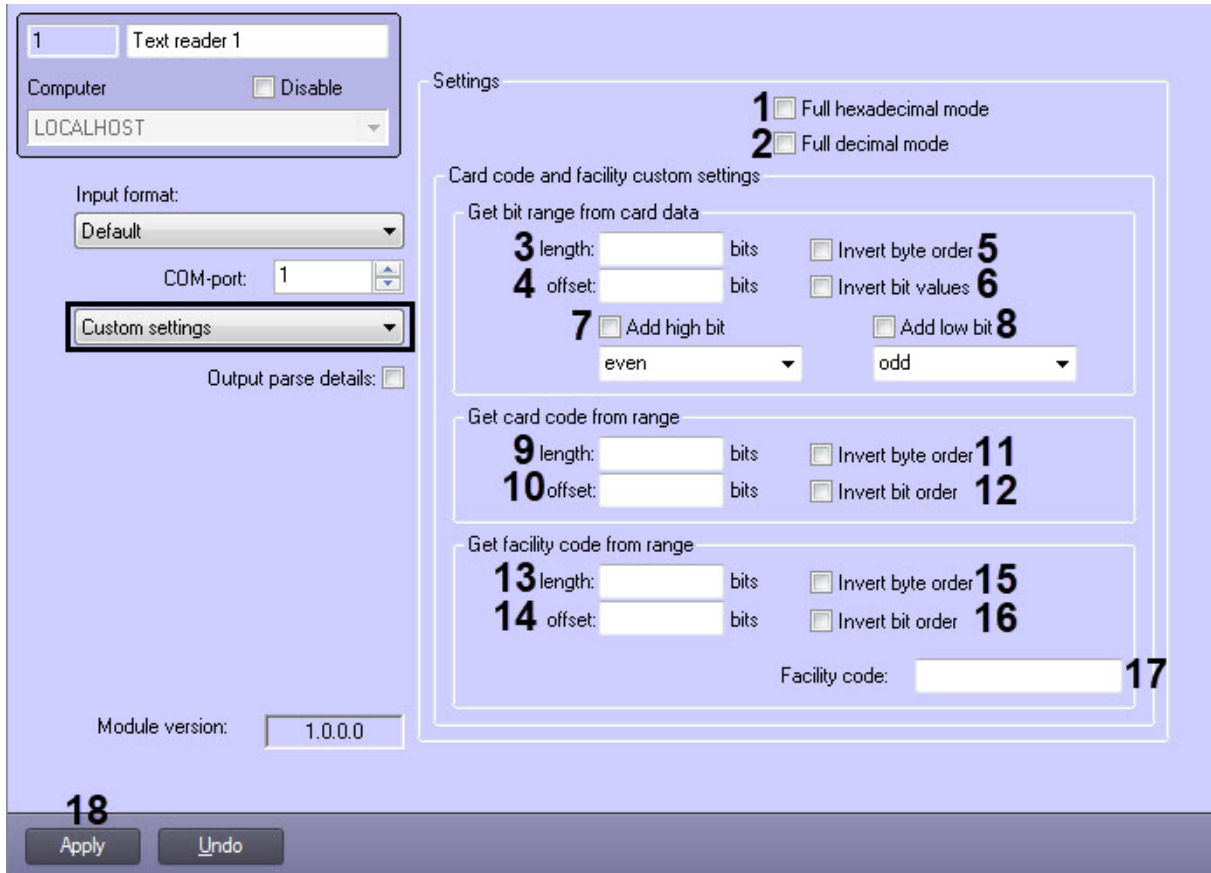 1 Text reader 1
Computer Disable
LOCALHOST
Input format:
Default
COM-port: 1
Custom settings
Output parse details:
Module version: 1.0.0.0
Settings
1 Full hexadecimal mode
2 Full decimal mode
Card code and facility custom settings
Get bit range from card data
3 length: bits Invert byte order 5
4 offset: bits Invert bit values 6
7 Add high bit Add low bit 8
even odd
Get card code from range
9 length: bits Invert byte order 11
10 offset: bits Invert bit order 12
Get facility code from range
13 length: bits Invert byte order 15
14 offset: bits Invert bit order 16
Facility code: 17
18
Apply Undo